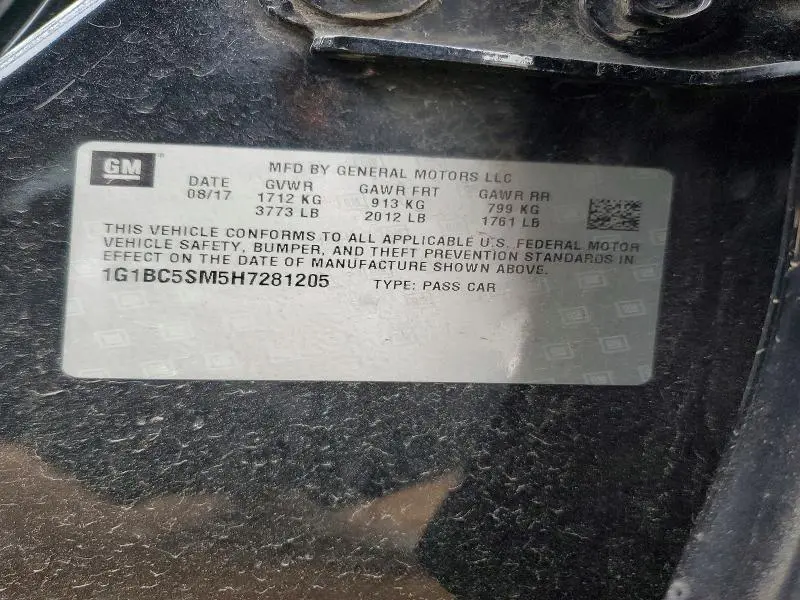 GM
MFD BY GENERAL MOTORS LLC
DATE GVWR GAWR FRT GAWR RR
08/17 1712 KG 913 KG 799 KG
3773 LB 2012 LB 1761 LB
THIS VEHICLE CONFORMS TO ALL APPLICABLE U.S. FEDERAL MOTOR
VEHICLE SAFETY, BUMPER, AND THEFT PREVENTION STANDARDS IN
EFFECT ON THE DATE OF MANUFACTURE SHOWN ABOVE.
1G1BC5SM5H7281205 TYPE: PASS CAR